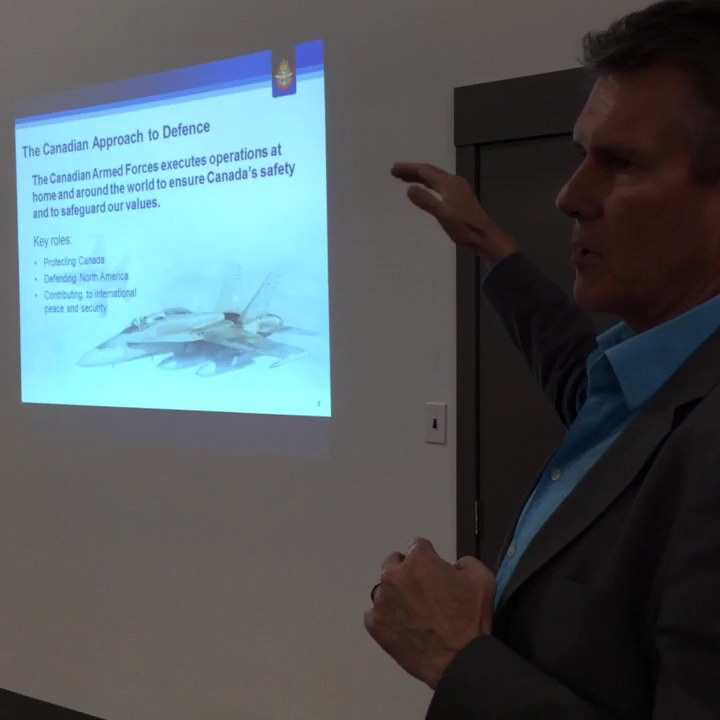 The Canadian Approach to Defence
The Canadian Armed Forces executes operations at
home and around the world to ensure Canada's safety
and to safeguard our values.
Key roles:
• Protecting Canada
• Defending North America
• Contributing to international
peace and security